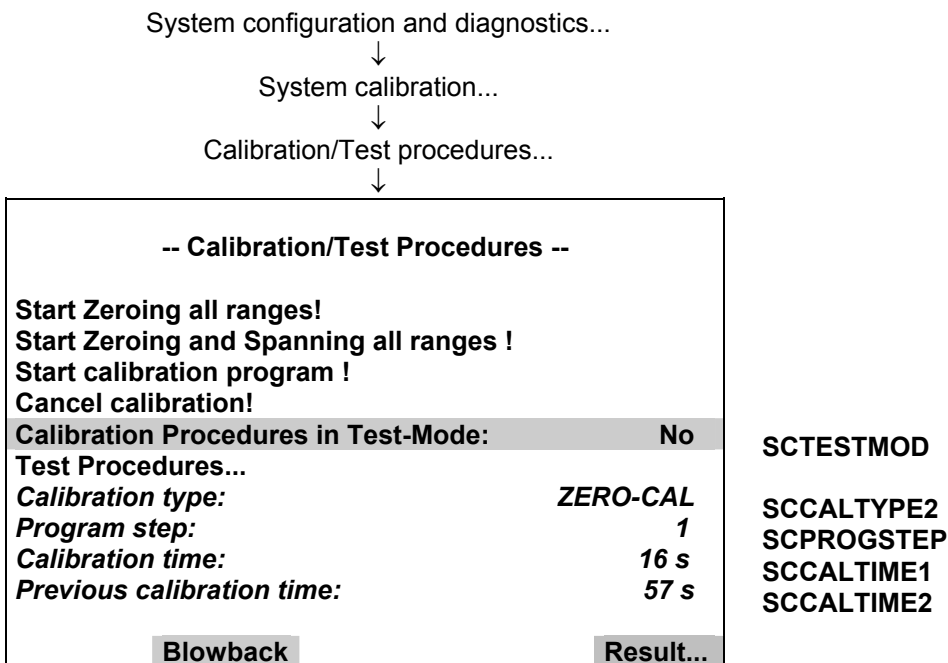 System configuration and diagnostics...
↓
System calibration...
↓
Calibration/Test procedures...
↓
-- Calibration/Test Procedures --
Start Zeroing all ranges!
Start Zeroing and Spanning all ranges !
Start calibration program !
Cancel calibration!
Calibration Procedures in Test-Mode: No SCTESTMOD
Test Procedures...
Calibration type: ZERO-CAL SCCALTYPE2
Program step: 1 SCPROGSTEP
Calibration time: 16 s SCCALTIME1
Previous calibration time: 57 s SCCALTIME2
Blowback Result...